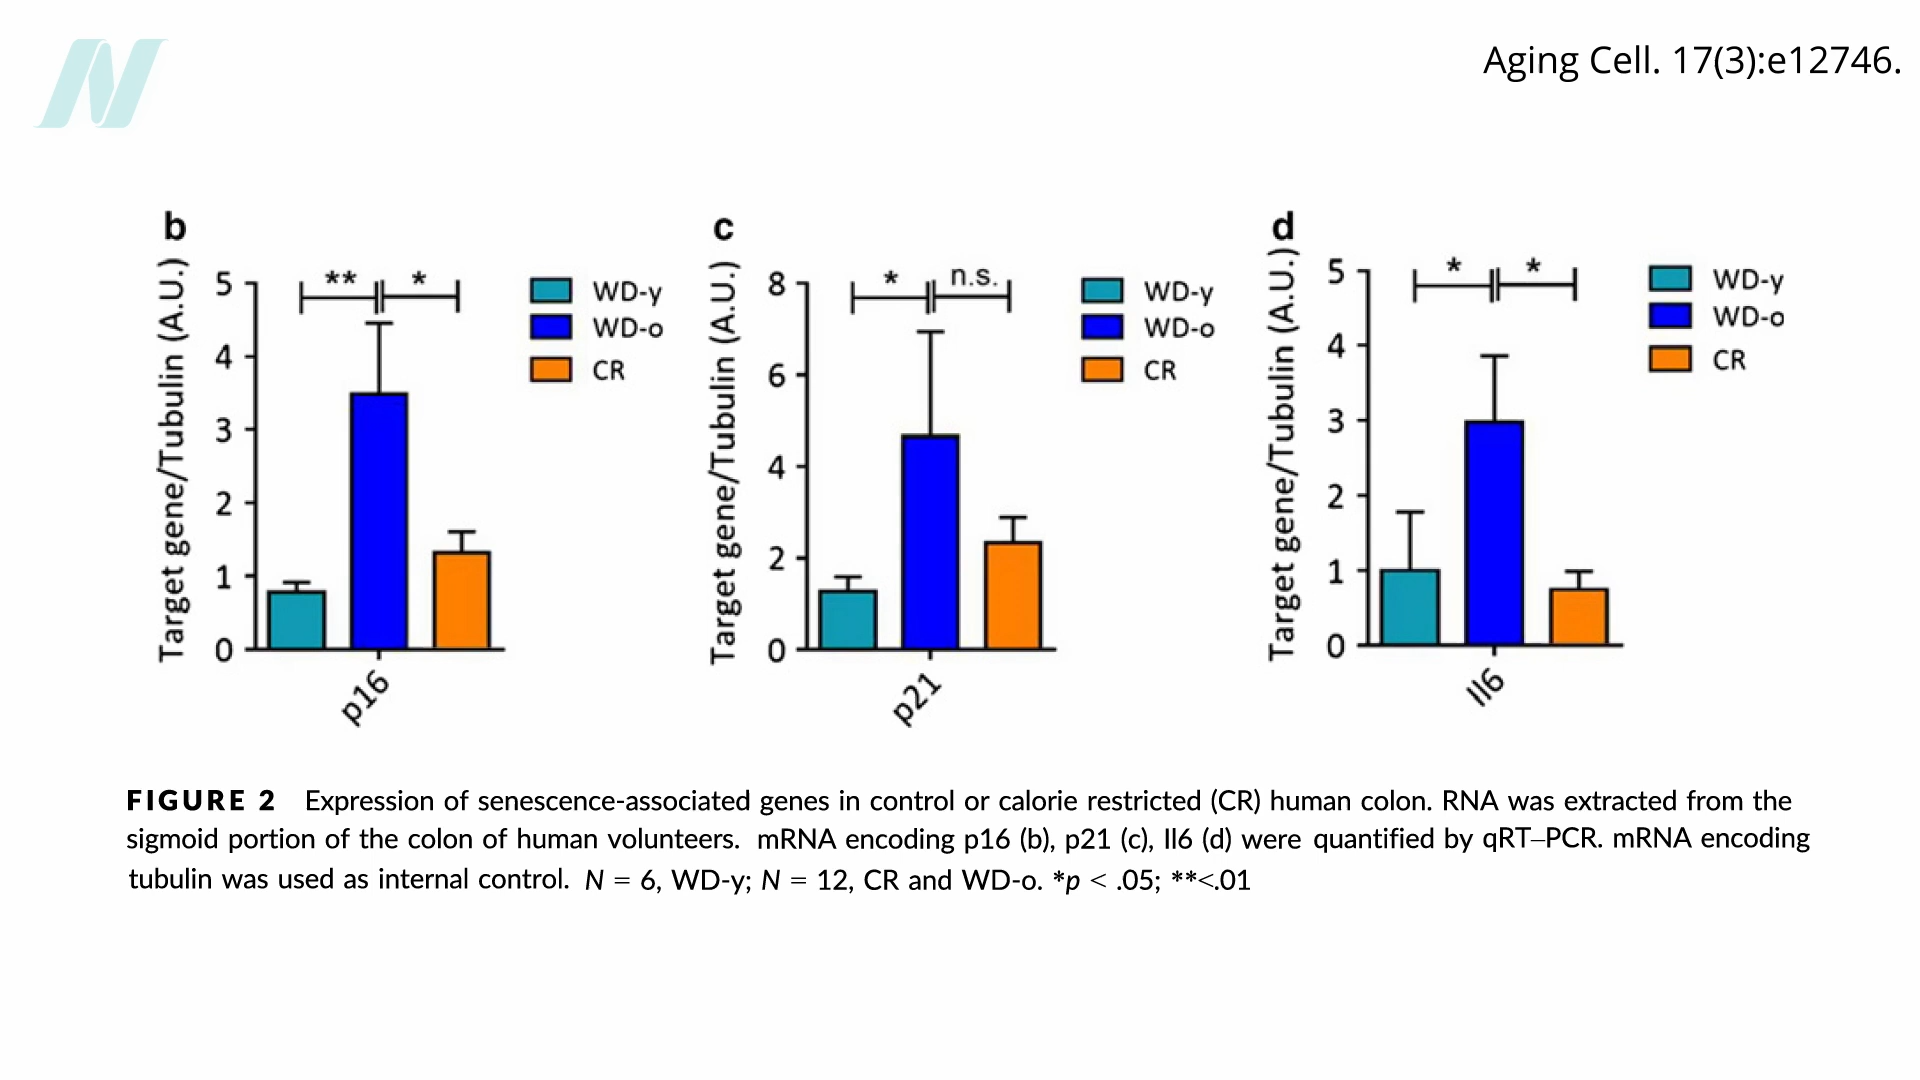 Aging Cell. 17(3):e12746.
b
Target gene/Tubulin (A.U.)
5
4
3
2
1
0
**
*
p16
WD-y
WD-o
CR
c
Target gene/Tubulin (A.U.)
8
6
4
2
0
*
n.s.
p21
WD-y
WD-o
CR
d
Target gene/Tubulin (A.U.)
5
4
3
2
1
0
*
*
Il6
WD-y
WD-o
CR
FIGURE 2 Expression of senescence-associated genes in control or calorie restricted (CR) human colon. RNA was extracted from the
sigmoid portion of the colon of human volunteers. mRNA encoding p16 (b), p21 (c), Il6 (d) were quantified by qRT–PCR. mRNA encoding
tubulin was used as internal control. N = 6, WD-y; N = 12, CR and WD-o. *p < .05; **<.01